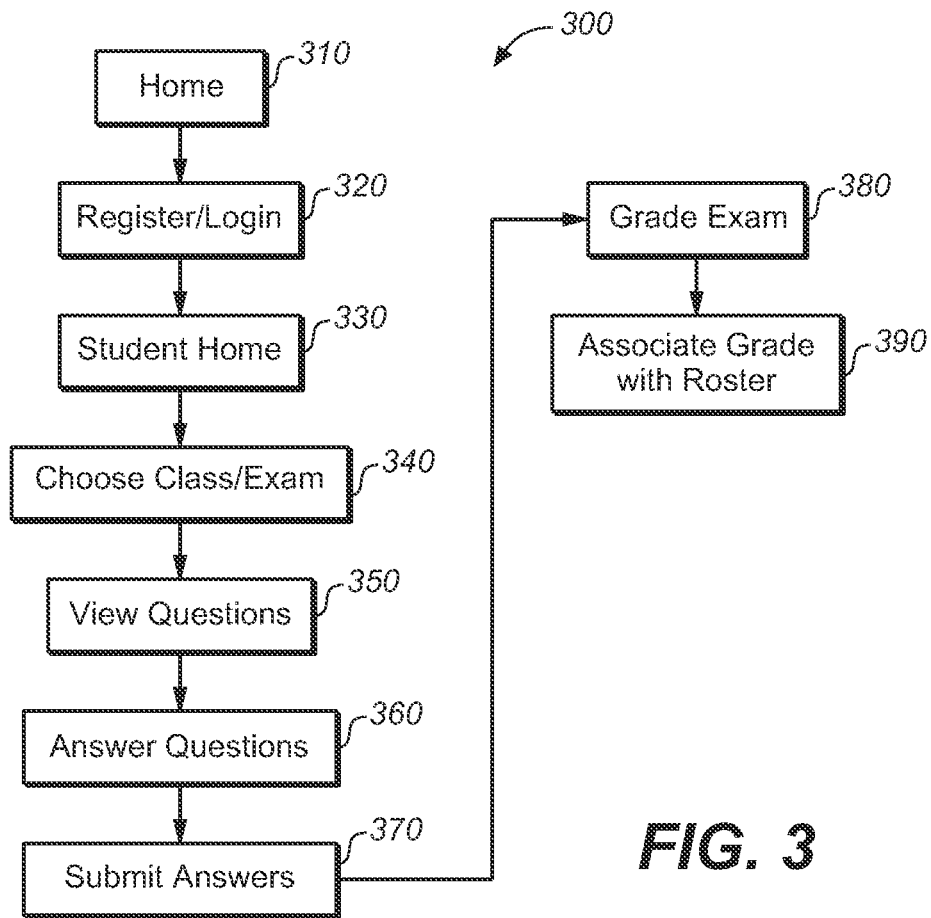 300
310
Home
320
Register/Login
330
Student Home
340
Choose Class/Exam
350
View Questions
360
Answer Questions
370
Submit Answers
380
Grade Exam
390
Associate Grade
with Roster
FIG. 3